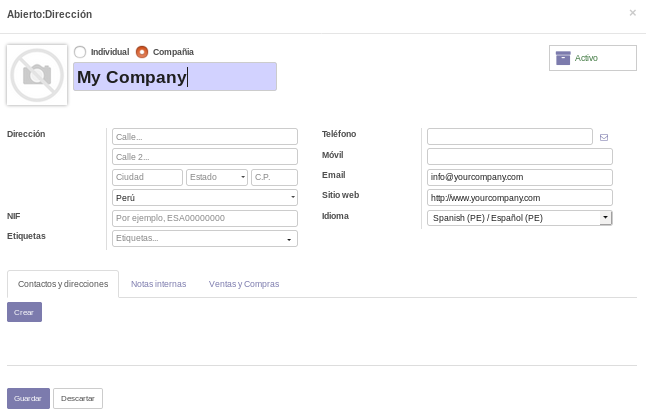 Abierto:Dirección
×
Individual Compañia
My Company
Activo
Dirección
Calle...
Calle 2...
Ciudad Estado C.P.
Perú
NIF Por ejemplo, ESA00000000
Etiquetas Etiquetas...
Teléfono
Móvil
Email info@yourcompany.com
Sitio web http://www.yourcompany.com
Idioma Spanish (PE) / Español (PE)
Contactos y direcciones Notas internas Ventas y Compras
Crear
Guardar Descartar